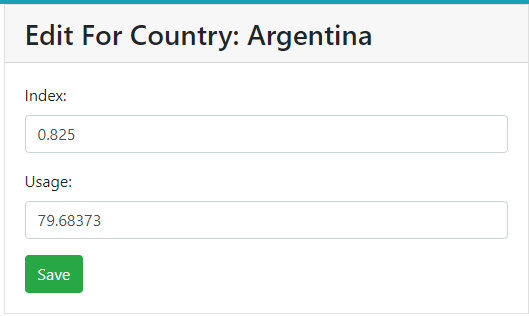 Edit For Country: Argentina
Index:
0.825
Usage:
79.68373
Save